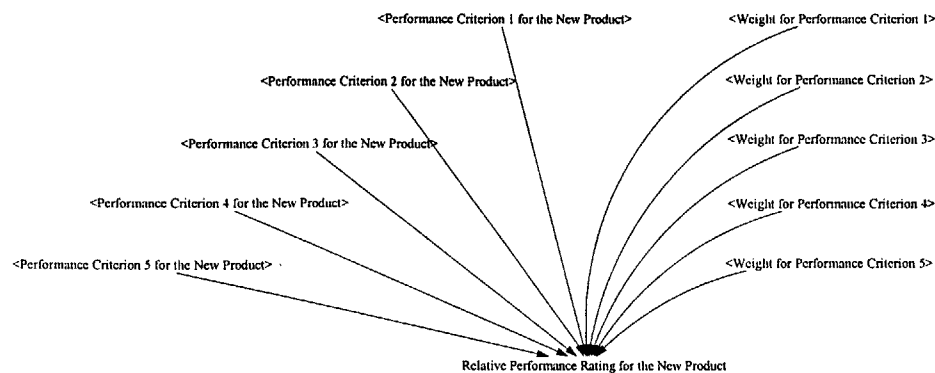 <Performance Criterion 1 for the New Product>
<Weight for Performance Criterion 1>
<Performance Criterion 2 for the New Product>
<Weight for Performance Criterion 2>
<Performance Criterion 3 for the New Product>
<Weight for Performance Criterion 3>
<Performance Criterion 4 for the New Product>
<Weight for Performance Criterion 4>
<Performance Criterion 5 for the New Product>
<Weight for Performance Criterion 5>
Relative Performance Rating for the New Product